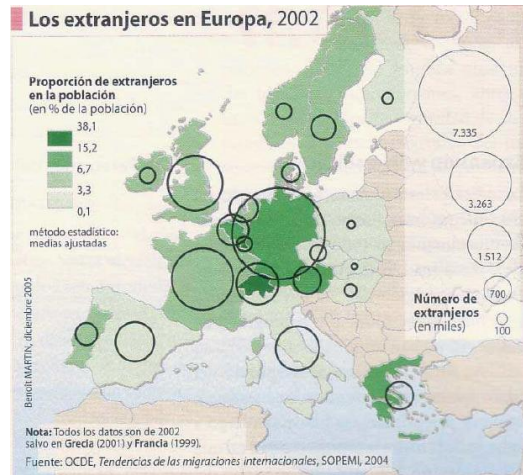 Los extranjeros en Europa, 2002
Proporción de extranjeros
en la población
(en % de la población)
38,1
15,2
6,7
3,3
0,1
método estadístico:
medias ajustadas
7.335
3.263
1.512
700
Número de
extranjeros
(en miles)
100
Benoît MARTIN, diciembre 2005
Nota: Todos los datos son de 2002
salvo en Grecia (2001) y Francia (1999).
Fuente: OCDE, Tendencias de las migraciones internacionales, SOPEMI, 2004